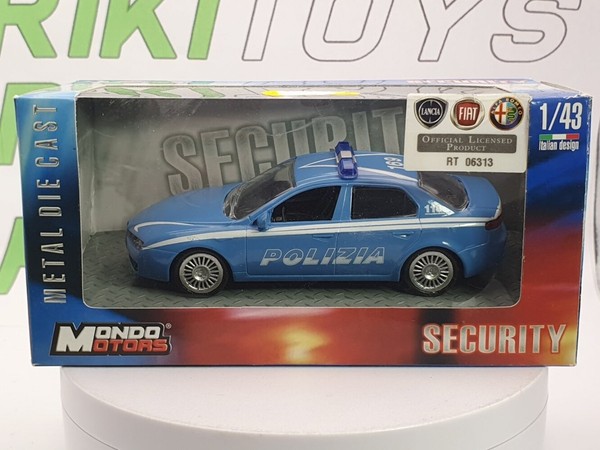 RIKITOYS
METAL DIE CAST
SECURITY
LANCIA
FIAT
OFFICIAL LICENSED
PRODUCT
RT 06313
1/43
italian design
POLIZIA
MONDO
MOTORS
SECURITY